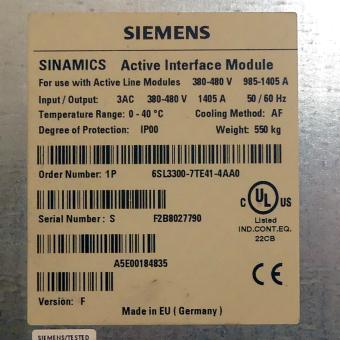 SIEMENS
SINAMICS Active Interface Module
For use with Active Line Modules 380-480 V 985-1405 A
Input / Output: 3AC 380-480 V 1405 A 50 / 60 Hz
Temperature Range: 0 - 40 °C Cooling Method: AF
Degree of Protection: IP00 Weight: 550 kg
Order Number: 1P 6SL3300-7TE41-4AA0
Serial Number: S F2B8027790
C UL US
Listed
IND.CONT.EQ.
22CB
A5E00184835
CE
Version: F
Made in EU ( Germany )
SIEMENS/TESTED